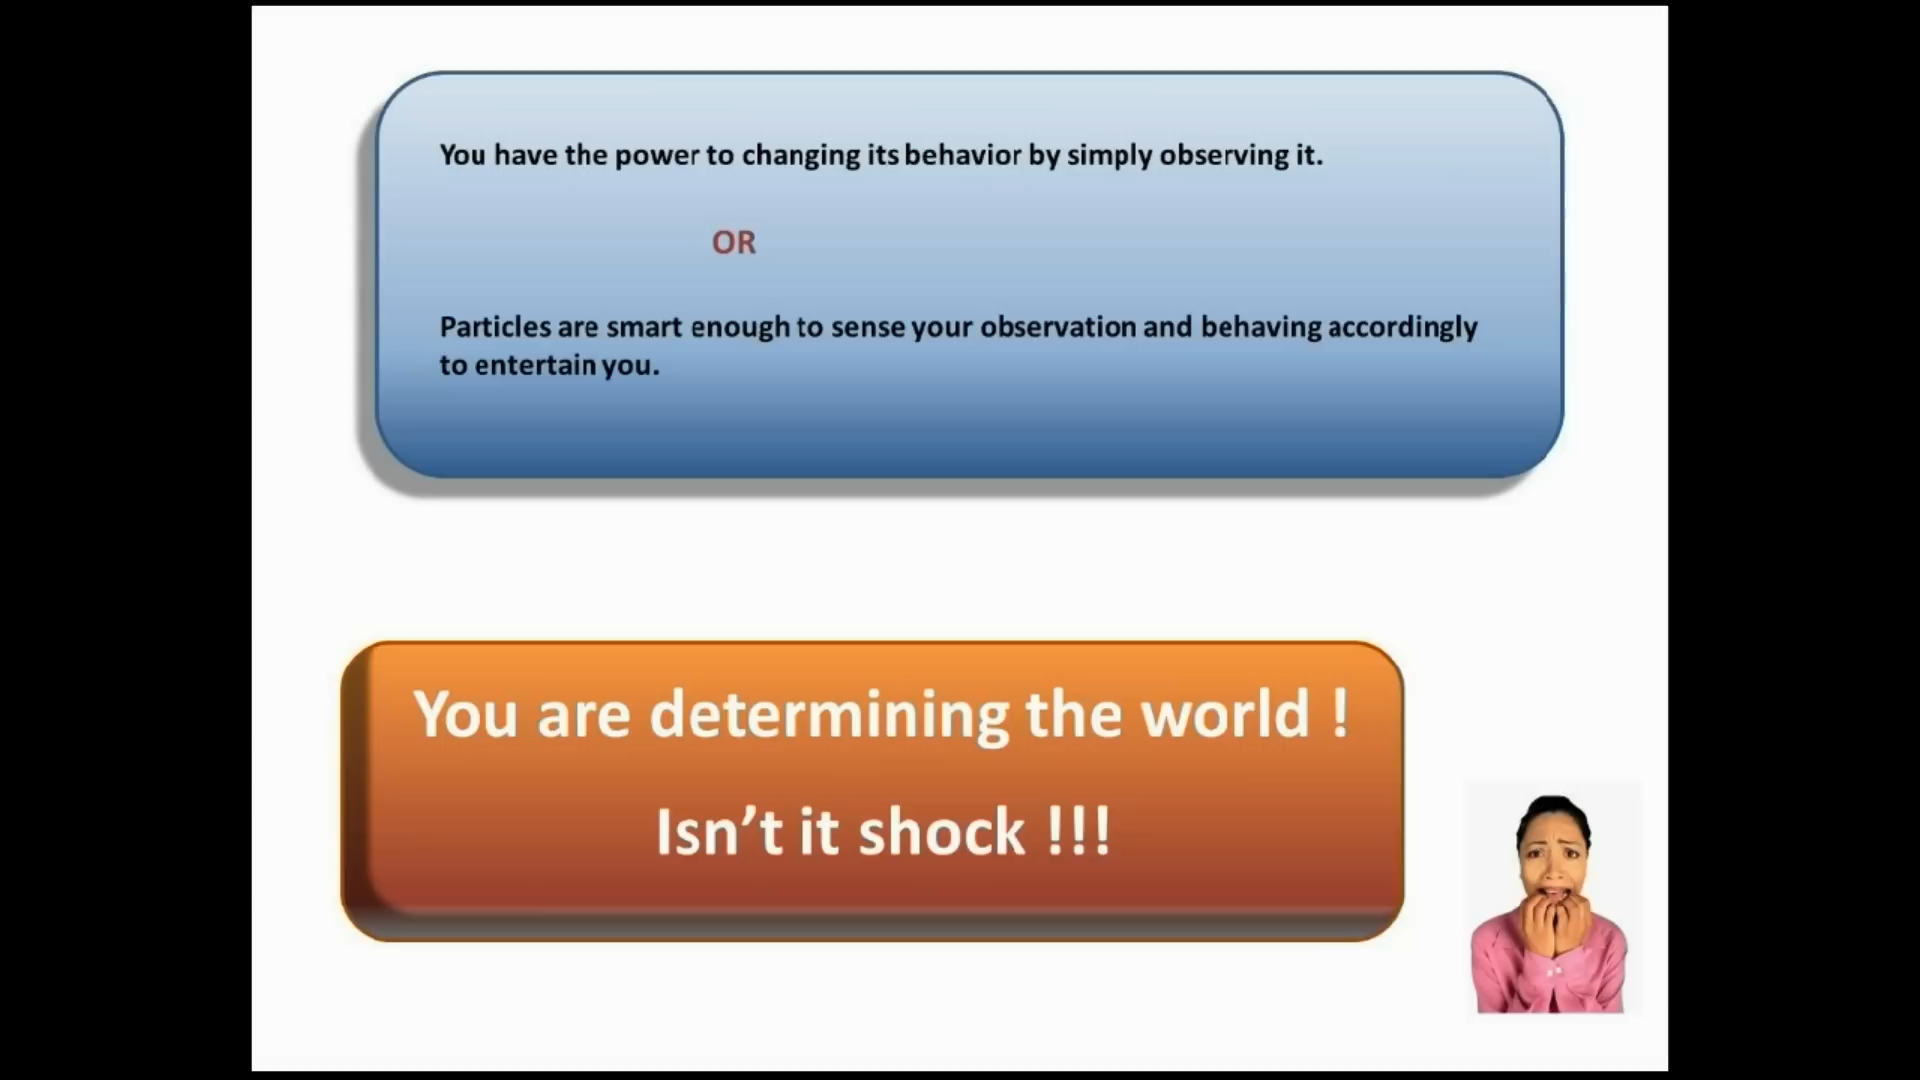 You have the power to changing its behavior by simply observing it.
OR
Particles are smart enough to sense your observation and behaving accordingly
to entertain you.
You are determining the world !
Isn't it shock !!!